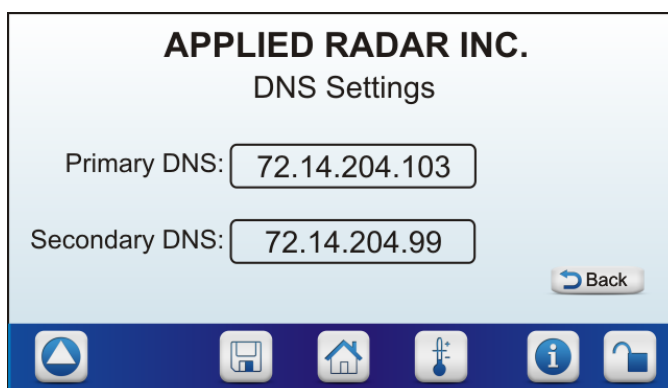 APPLIED RADAR INC.
DNS Settings
Primary DNS: 72.14.204.103
Secondary DNS: 72.14.204.99
Back